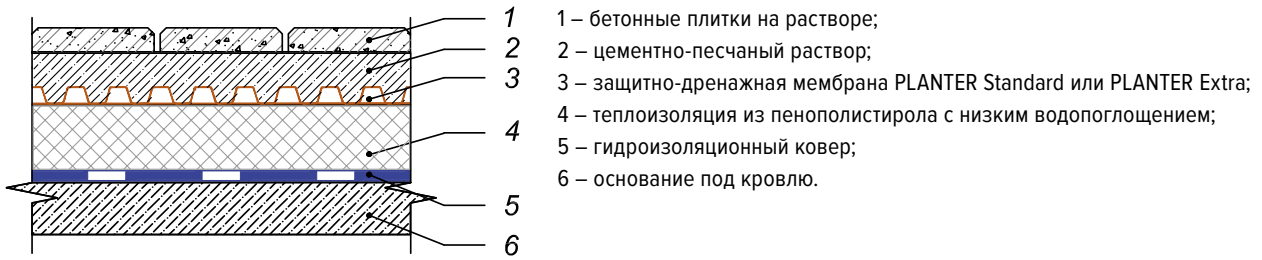 1
2
3
4
5
6
1 – бетонные плитки на растворе;
2 – цементно-песчаный раствор;
3 – защитно-дренажная мембрана PLANTER Standard или PLANTER Extra;
4 – теплоизоляция из пенополистирола с низким водопоглощением;
5 – гидроизоляционный ковер;
6 – основание под кровлю.